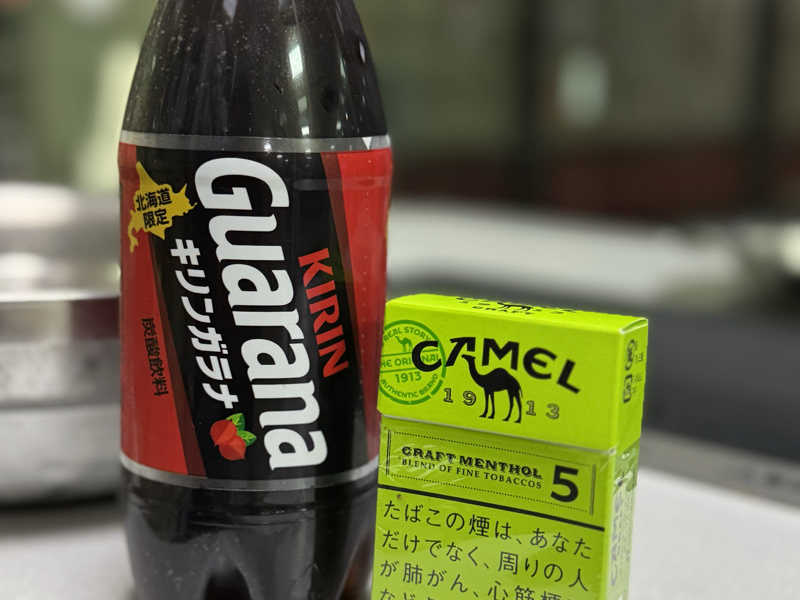 北海道
限定
KIRIN
Guarana
キリンガラナ
炭酸飲料
CRAFT
REAL STORY
THE ORIGINAL
1913
AUTHENTIC BRAND
CAMEL
1913
CRAFT MENTHOL
BLEND OF FINE TOBACCOS
5
たばこの煙は、あなた
だけでなく、周りの人
が肺がん、心筋梗